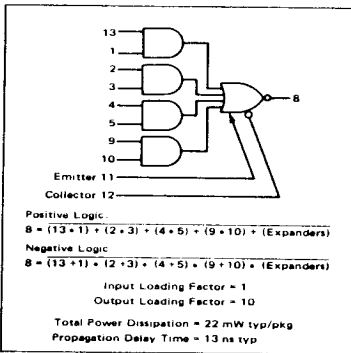 13
1
2
3
4
5
9
10
8
Emitter 11
Collector 12
Positive Logic:
8 = (13 • 1) + (2 • 3) + (4 • 5) + (9 • 10) + (Expanders)
Negative Logic
8 = (13 +1) • (2 +3) • (4 +5) • (9 + 10) • (Expanders)
Input Loading Factor = 1
Output Loading Factor = 10
Total Power Dissipation = 22 mW typ/pkg
Propagation Delay Time = 13 ns typ